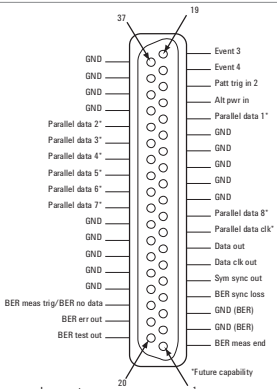 37
19
GND
GND
GND
GND
Parallel data 2*
Parallel data 3*
Parallel data 4*
Parallel data 5*
Parallel data 6*
Parallel data 7*
GND
GND
GND
GND
GND
BER meas trig/BER no data
BER err out
BER test out
Event 3
Event 4
Patt trig in 2
Alt pwr in
Parallel data 1*
GND
GND
GND
GND
GND
Parallel data 8*
Parallel data clk*
Data out
Data clk out
Sym sync out
BER sync loss
GND (BER)
GND (BER)
BER meas end
*Future capability
20